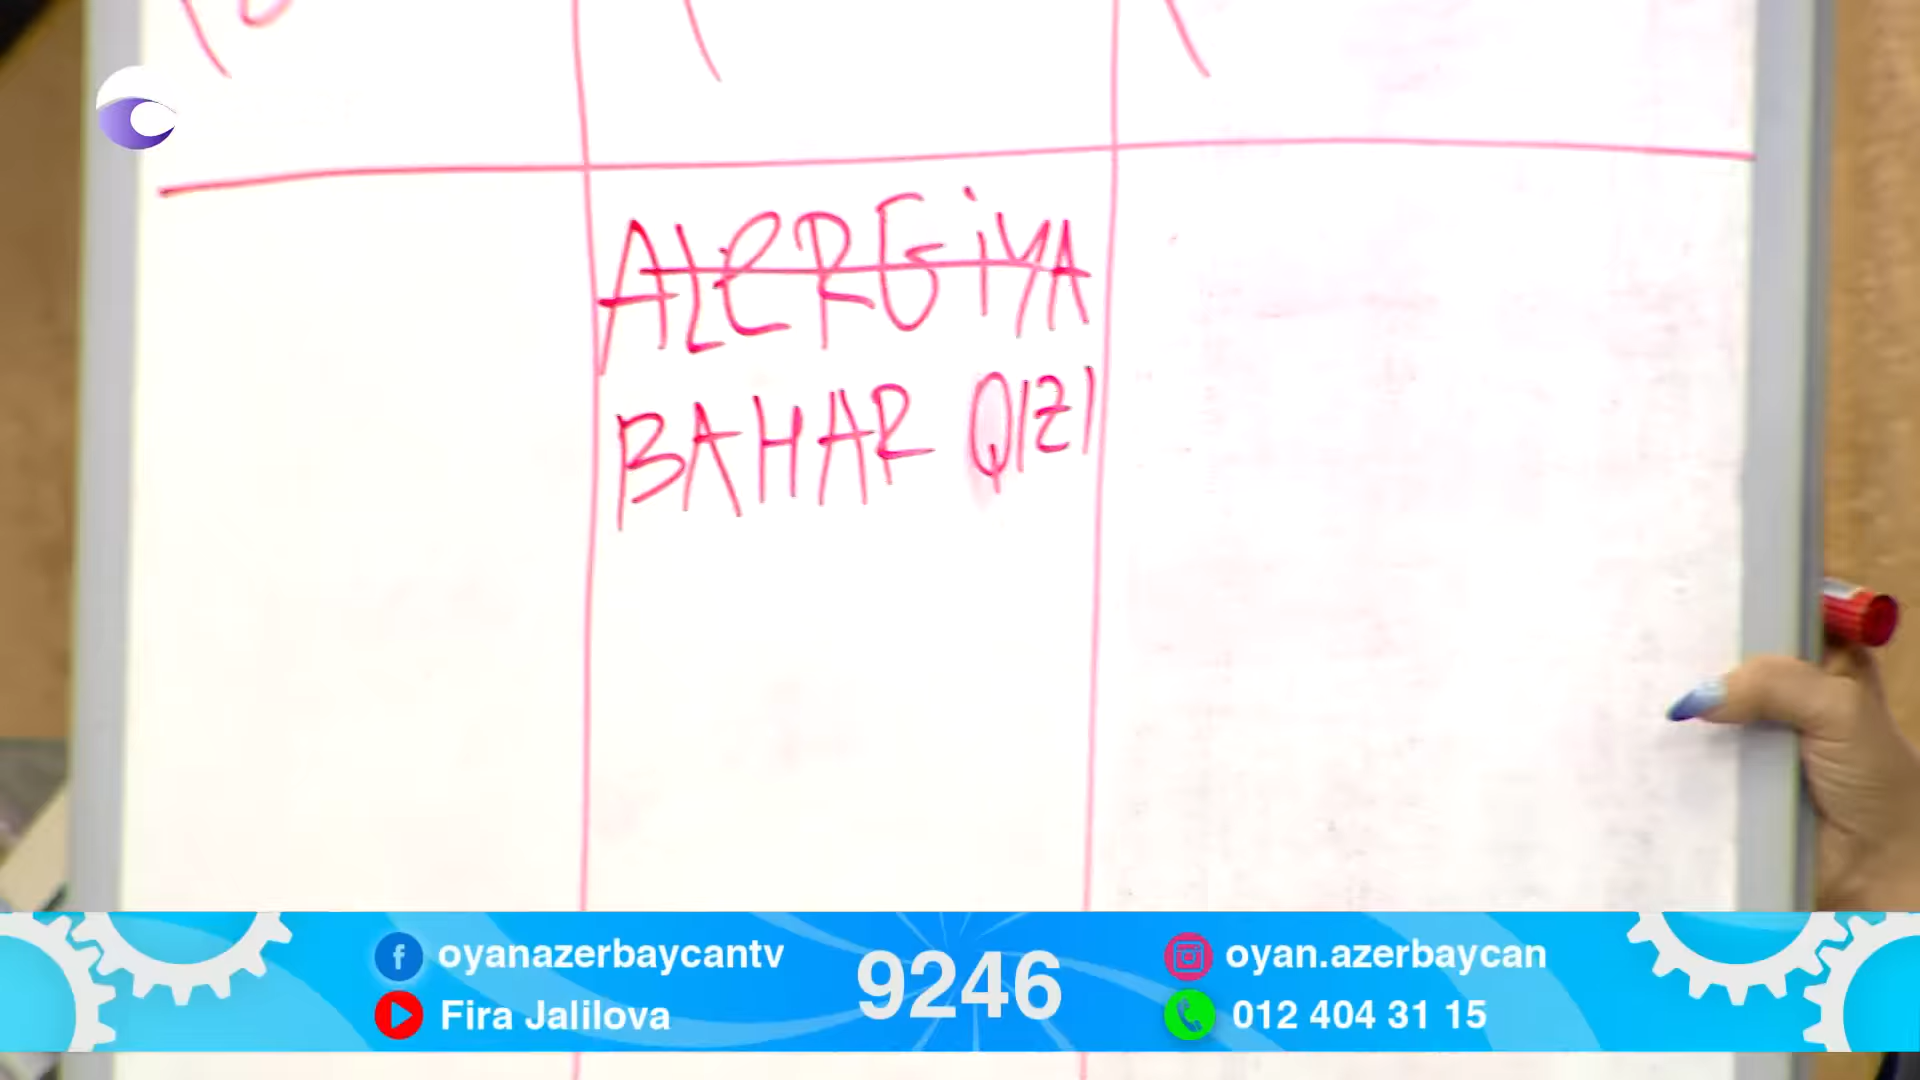 ALERGİYA
BAHAR QIZI
oyanazerbaycantv
Fira Jalilova
9246
oyan.azerbaycan
012 404 31 15